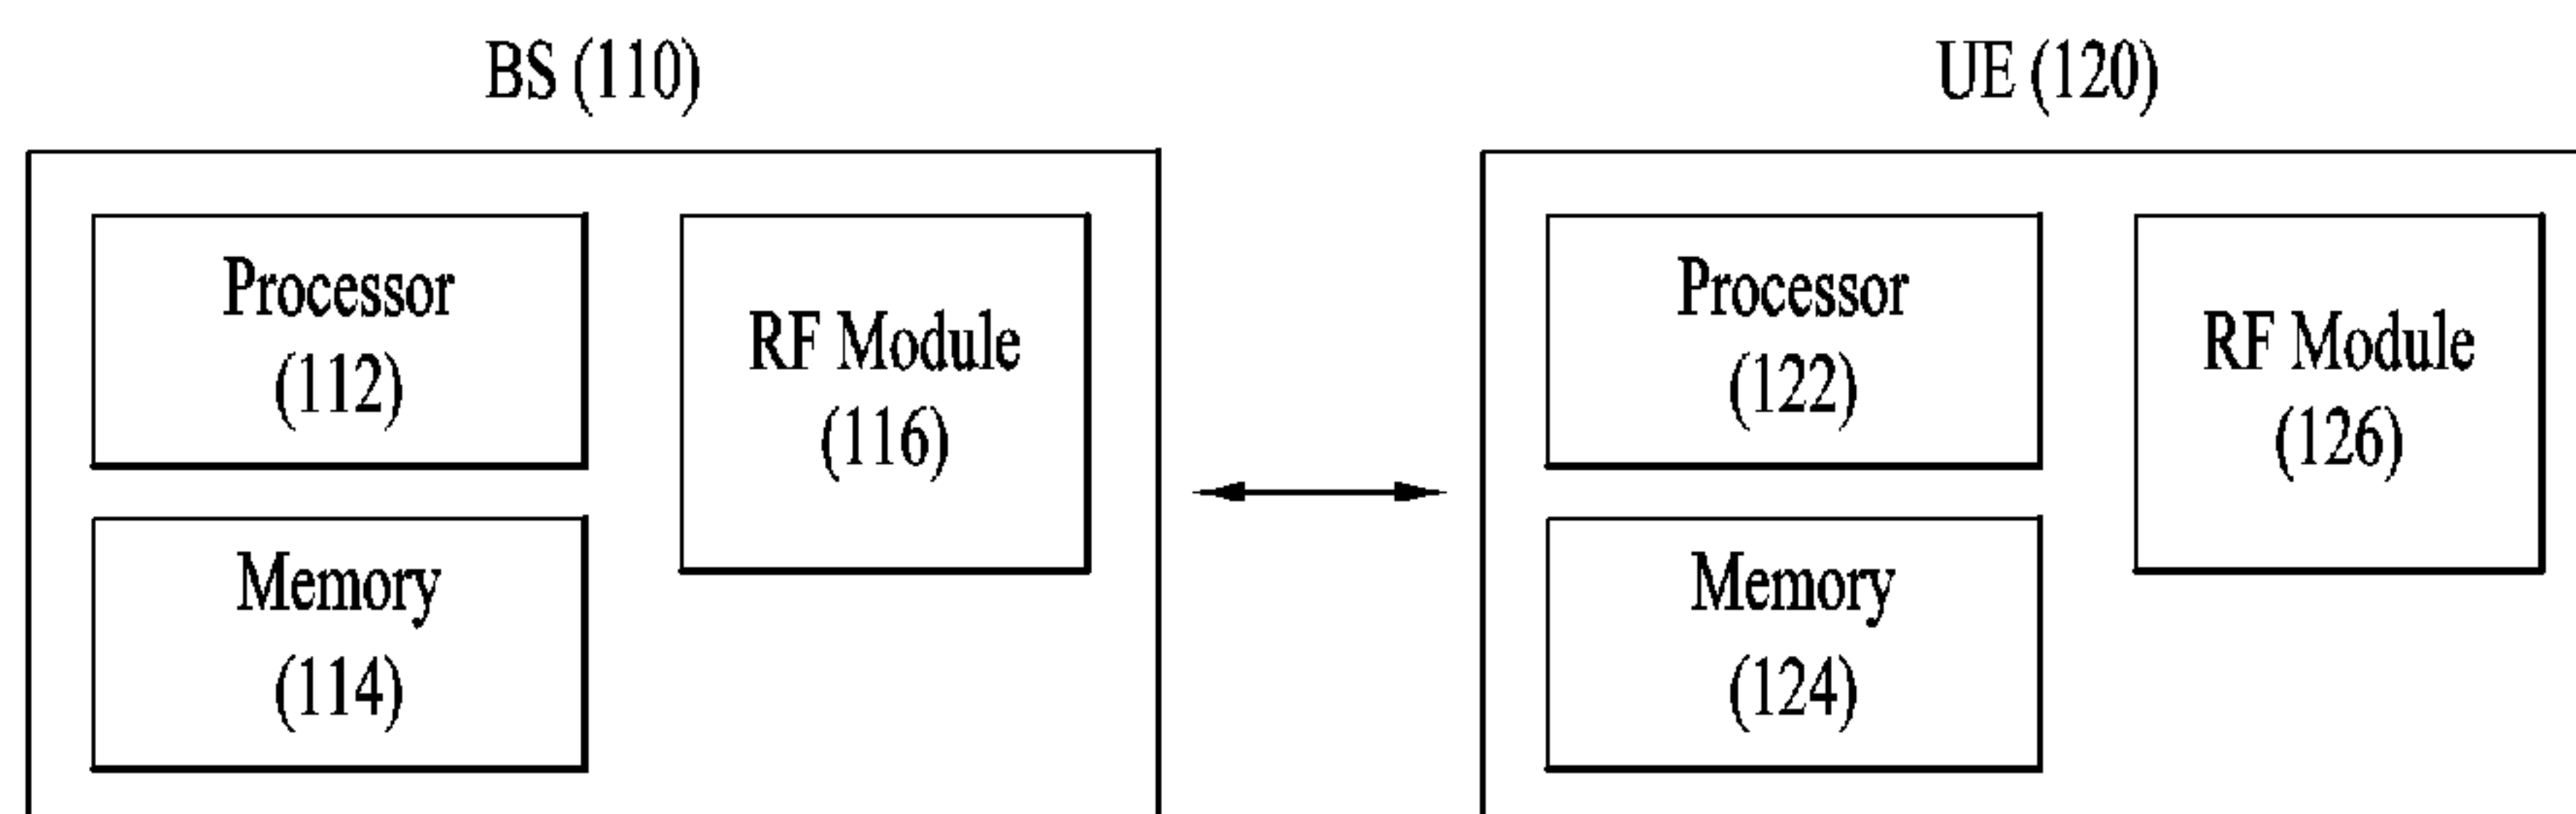 BS (110)
Processor
(112)
RF Module
(116)
Memory
(114)
UE (120)
Processor
(122)
RF Module
(126)
Memory
(124)